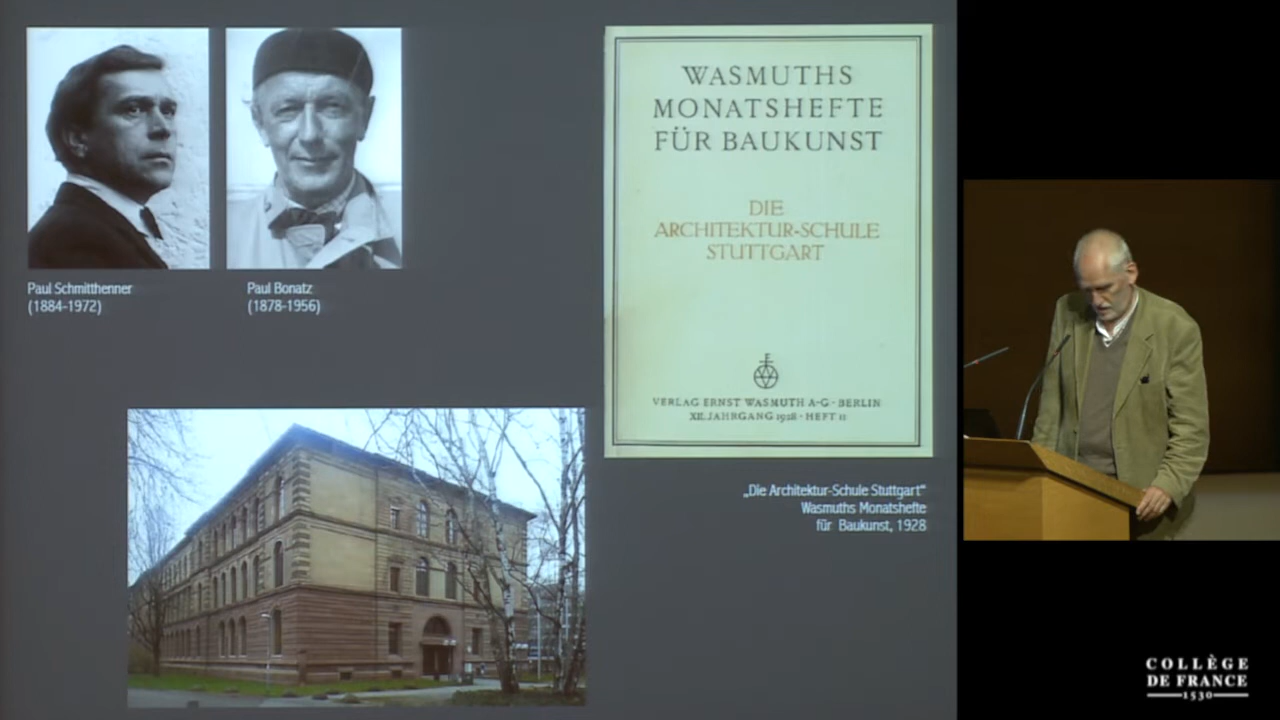 Paul Schmitthenner
(1884-1972)
Paul Bonatz
(1878-1956)
WASMUTHS
MONATSHEFTE
FÜR BAUKUNST
DIE
ARCHITEKTUR-SCHULE
STUTTGART
VERLAG ERNST WASMUTH A-G · BERLIN
XII. JAHRGANG 1928 · HEFT 11
„Die Architektur-Schule Stuttgart“
Wasmuths Monatshefte
für Baukunst, 1928
COLLÈGE
DE FRANCE
1530